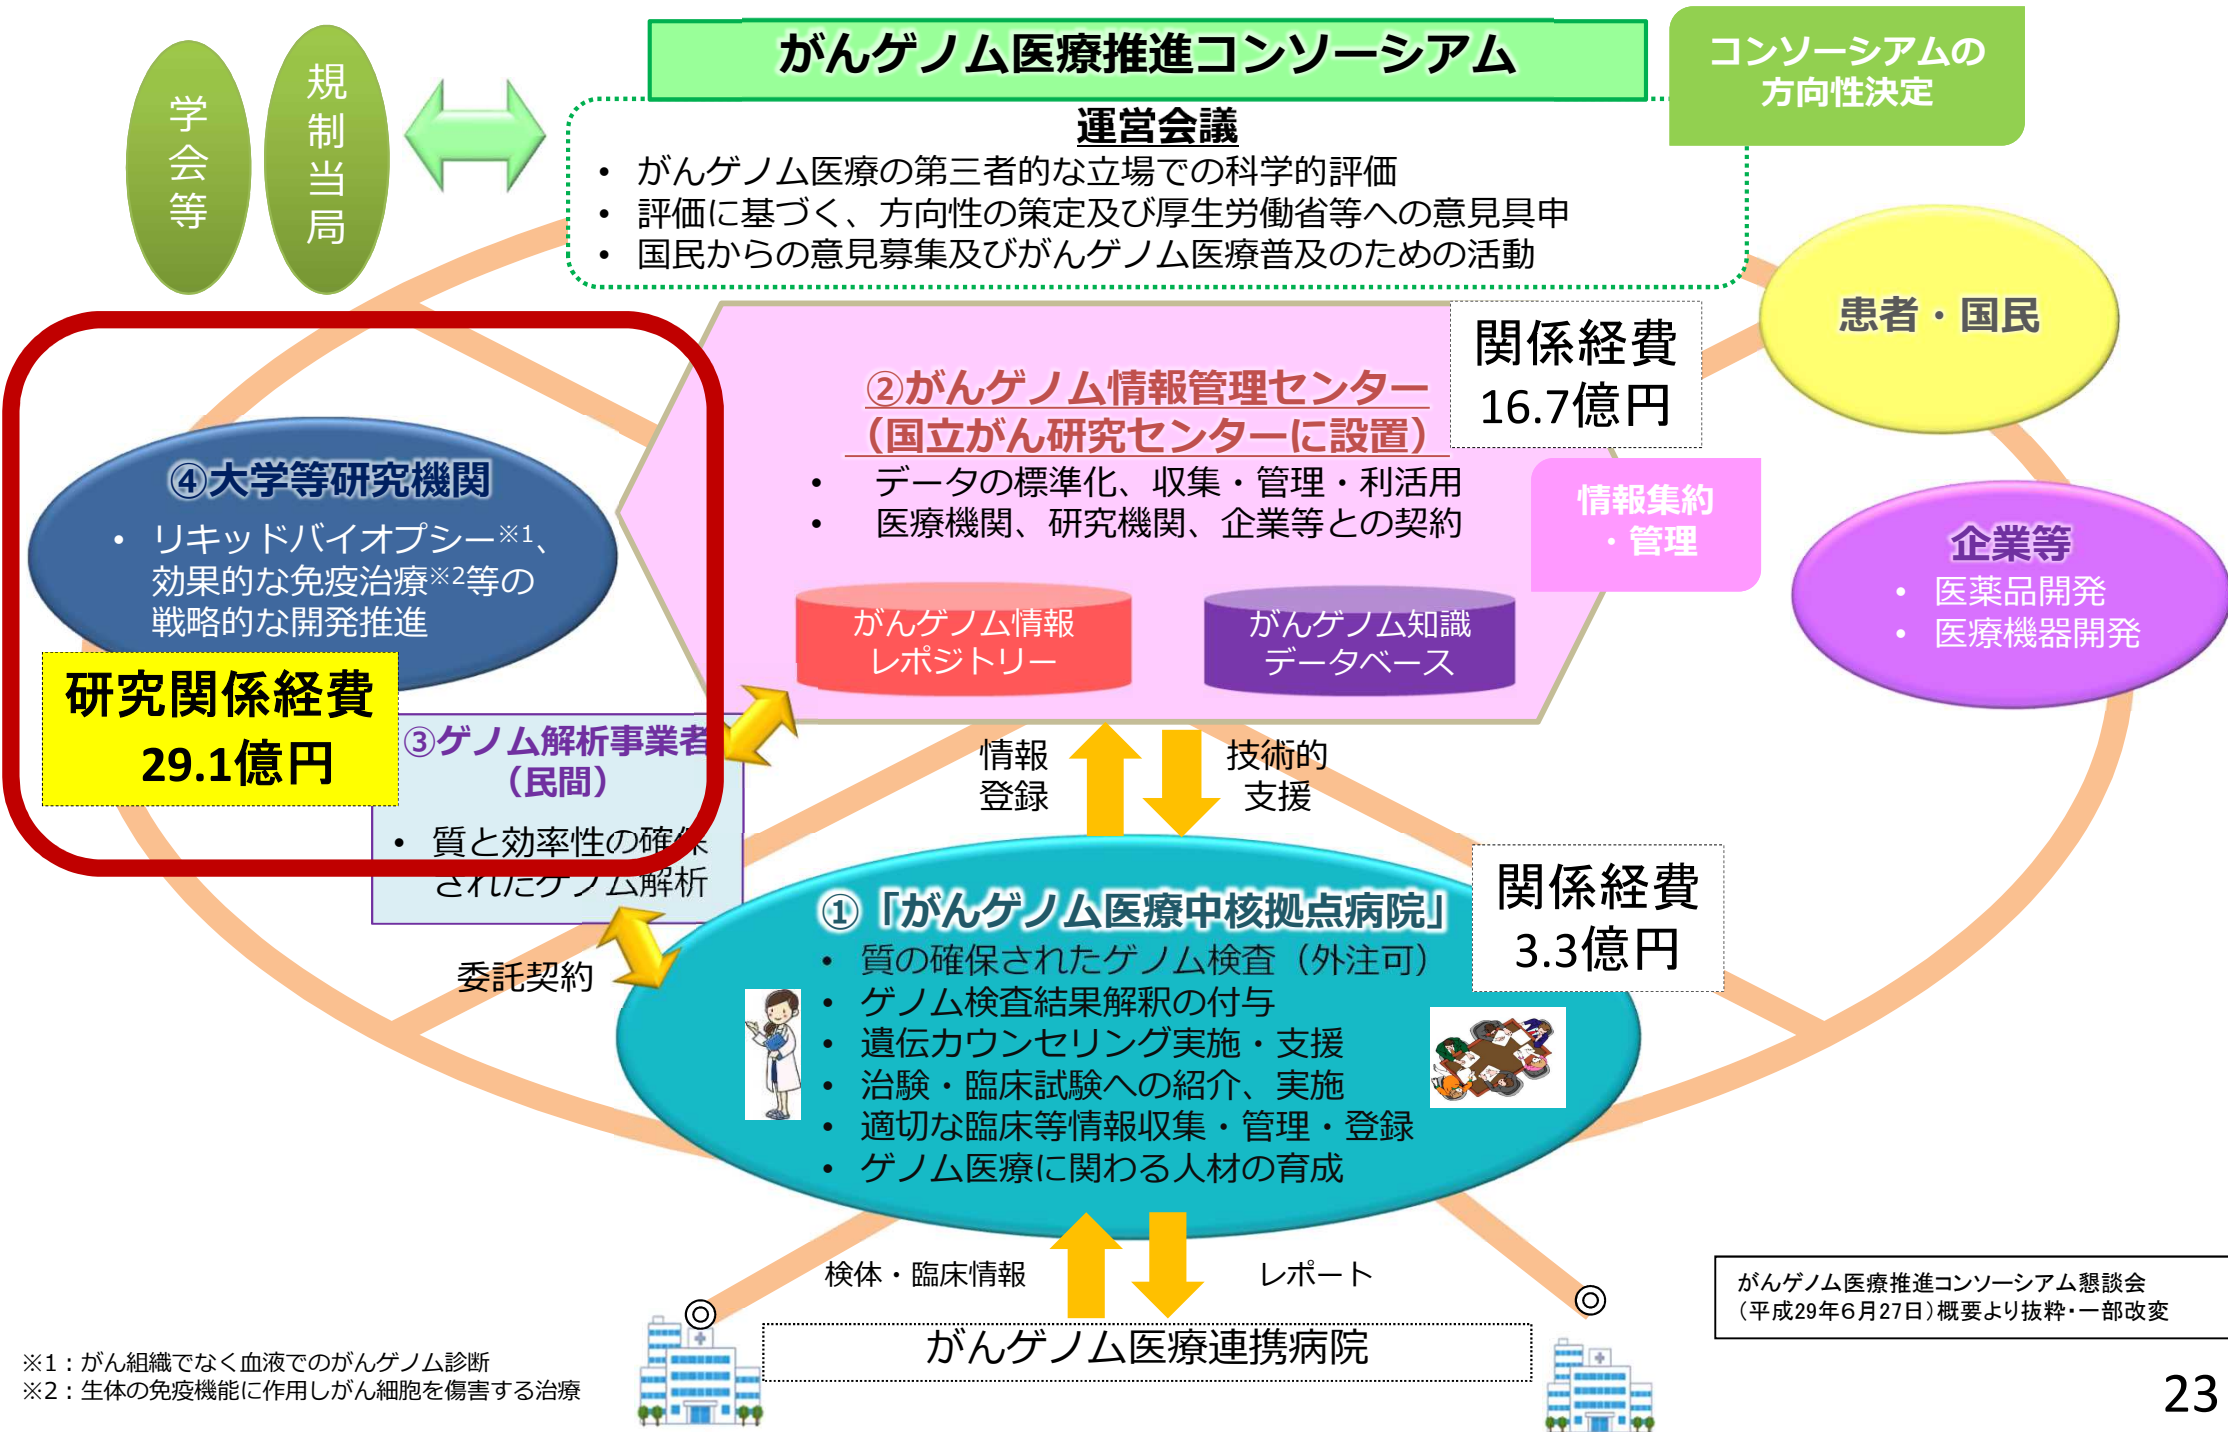 がんゲノム医療推進コンソーシアム
コンソーシアムの
方向性決定
学会等
規制当局
運営会議
• がんゲノム医療の第三者的な立場での科学的評価
• 評価に基づく、方向性の策定及び厚生労働省等への意見具申
• 国民からの意見募集及びがんゲノム医療普及のための活動
患者・国民
関係経費
16.7億円
②がんゲノム情報管理センター
（国立がん研究センターに設置）
• データの標準化、収集・管理・利活用
• 医療機関、研究機関、企業等との契約
情報集約
・管理
がんゲノム情報
レポジトリー
がんゲノム知識
データベース
企業等
• 医薬品開発
• 医療機器開発
④大学等研究機関
• リキッドバイオプシー※1、
効果的な免疫治療※2等の
戦略的な開発推進
研究関係経費
29.1億円
③ゲノム解析事業者
（民間）
• 質と効率性の確保
されたゲノム解析
情報
登録
技術的
支援
委託契約
関係経費
3.3億円
①「がんゲノム医療中核拠点病院」
• 質の確保されたゲノム検査（外注可）
• ゲノム検査結果解釈の付与
• 遺伝カウンセリング実施・支援
• 治験・臨床試験への紹介、実施
• 適切な臨床等情報収集・管理・登録
• ゲノム医療に関わる人材の育成
検体・臨床情報
レポート
◎
◎
がんゲノム医療連携病院
がんゲノム医療推進コンソーシアム懇談会
（平成29年6月27日）概要より抜粋・一部改変
※1：がん組織でなく血液でのがんゲノム診断
※2：生体の免疫機能に作用しがん細胞を傷害する治療
23